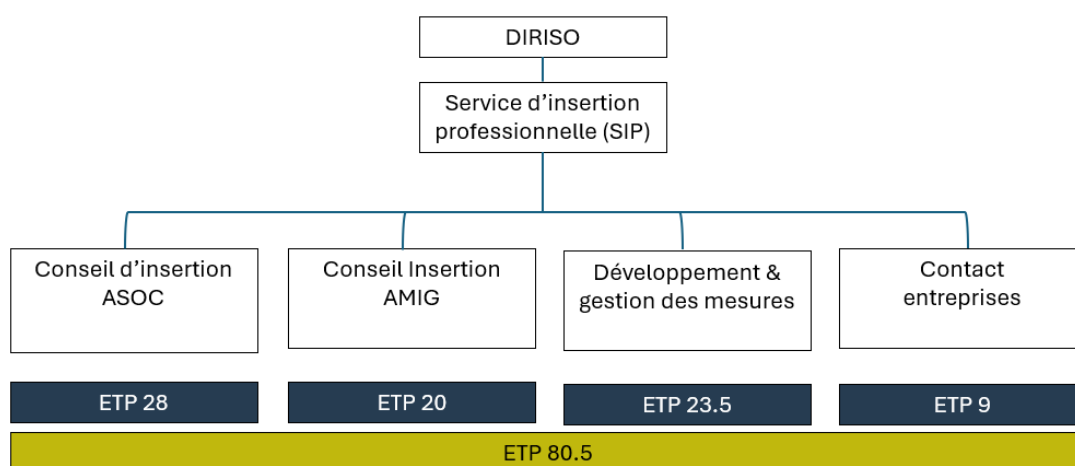 DIRISO
Service d’insertion
professionnelle (SIP)
Conseil d’insertion
ASOC
Conseil Insertion
AMIG
Développement &
gestion des mesures
Contact
entreprises
ETP 28
ETP 20
ETP 23.5
ETP 9
ETP 80.5